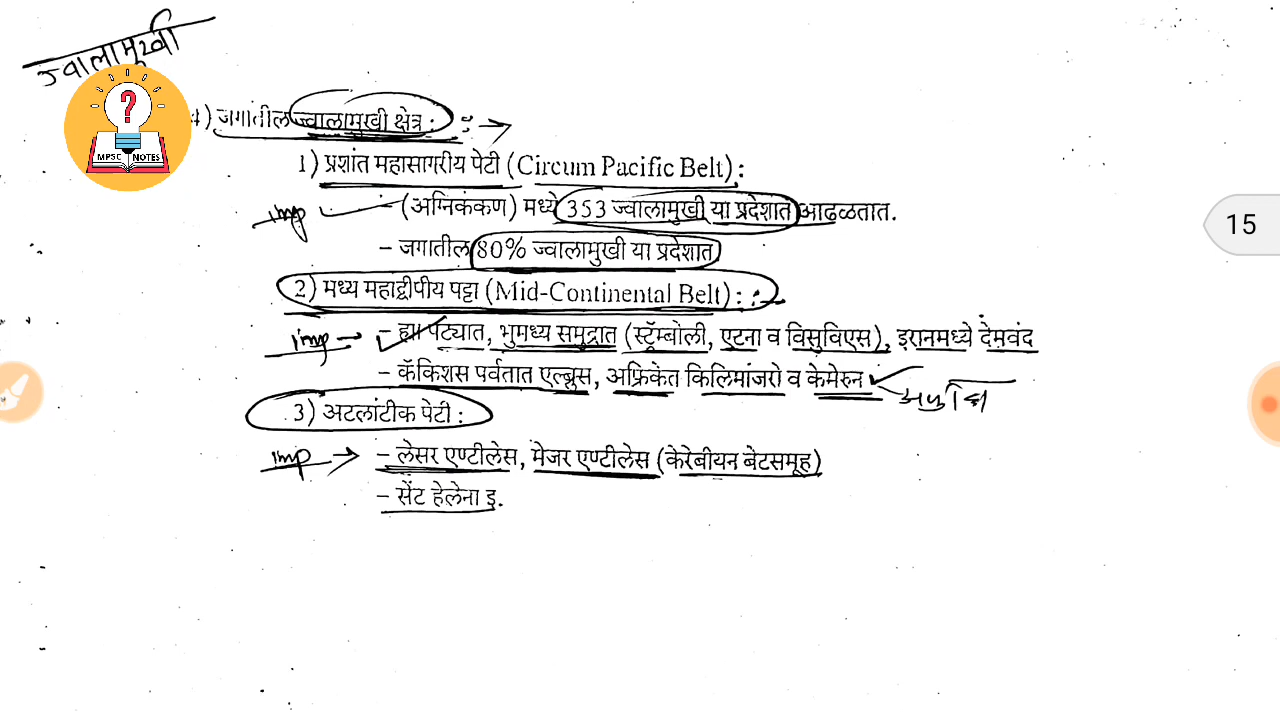 ज्वालामुखी
MPSC NOTES
4) जगातील ज्वालामुखी क्षेत्र :
1) प्रशांत महासागरीय पेटी (Circum Pacific Belt) :
imp - (अग्निकंकण) मध्ये 353 ज्वालामुखी या प्रदेशात आढळतात.
- जगातील 80% ज्वालामुखी या प्रदेशात
15
2) मध्य महाद्वीपीय पट्टा (Mid-Continental Belt) :
imp → - ह्या पट्यात, भुमध्य समुद्रात (स्ट्रॅम्बोली, एटना व विसुविएस), इरानमध्ये देमवंद
- कॅकिशस पर्वतात एल्ब्रुस, अफ्रिकेत किलिमांजरो व केमेरुन
3) अटलांटीक पेटी :
imp → - लेसर एण्टीलेस, मेजर एण्टीलेस (केरेबीयन बेटसमूह)
- सेंट हेलेना इ.